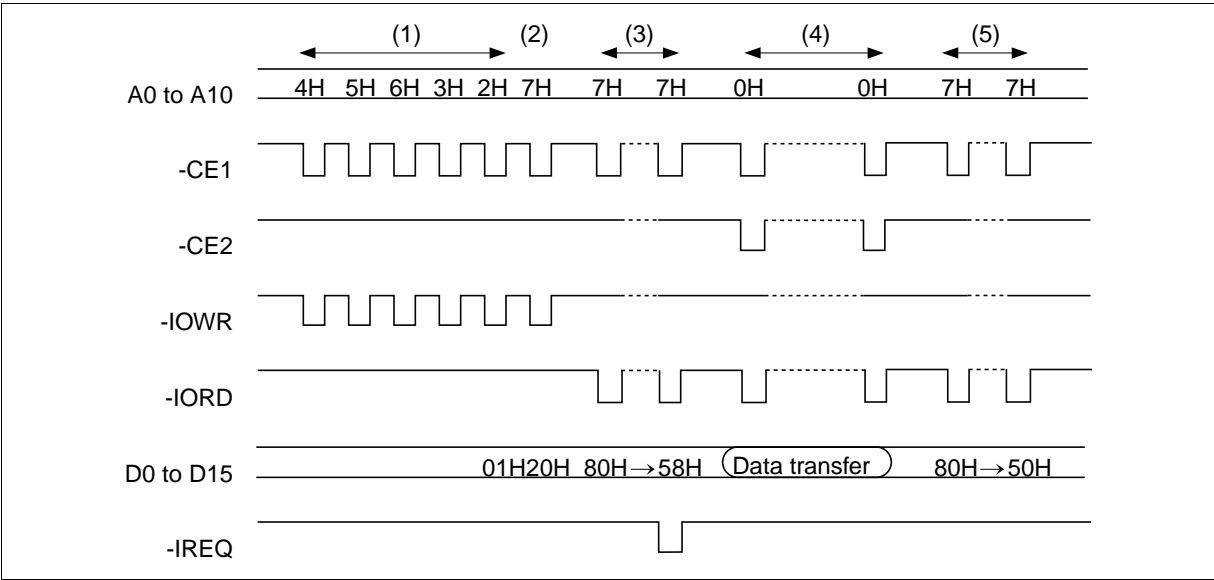 (1) (2) (3) (4) (5)
A0 to A10 4H 5H 6H 3H 2H 7H 7H 7H 0H 0H 7H 7H
-CE1
-CE2
-IOWR
-IORD
D0 to D15 01H20H 80H→58H Data transfer 80H→50H
-IREQ